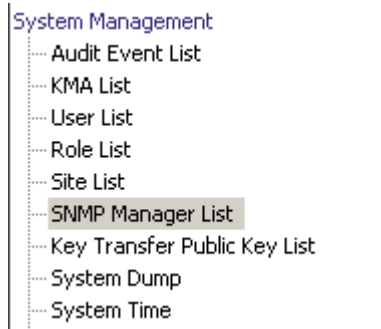 System Management
Audit Event List
KMA List
User List
Role List
Site List
SNMP Manager List
Key Transfer Public Key List
System Dump
System Time